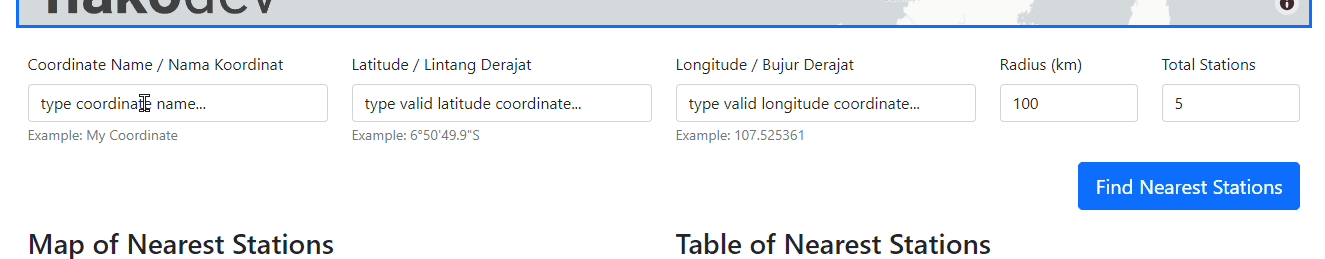 hakodev
Coordinate Name / Nama Koordinat
Latitude / Lintang Derajat
Longitude / Bujur Derajat
Radius (km)
Total Stations
type coordinate name...
type valid latitude coordinate...
type valid longitude coordinate...
100
5
Example: My Coordinate
Example: 6°50'49.9"S
Example: 107.525361
Find Nearest Stations
Map of Nearest Stations
Table of Nearest Stations